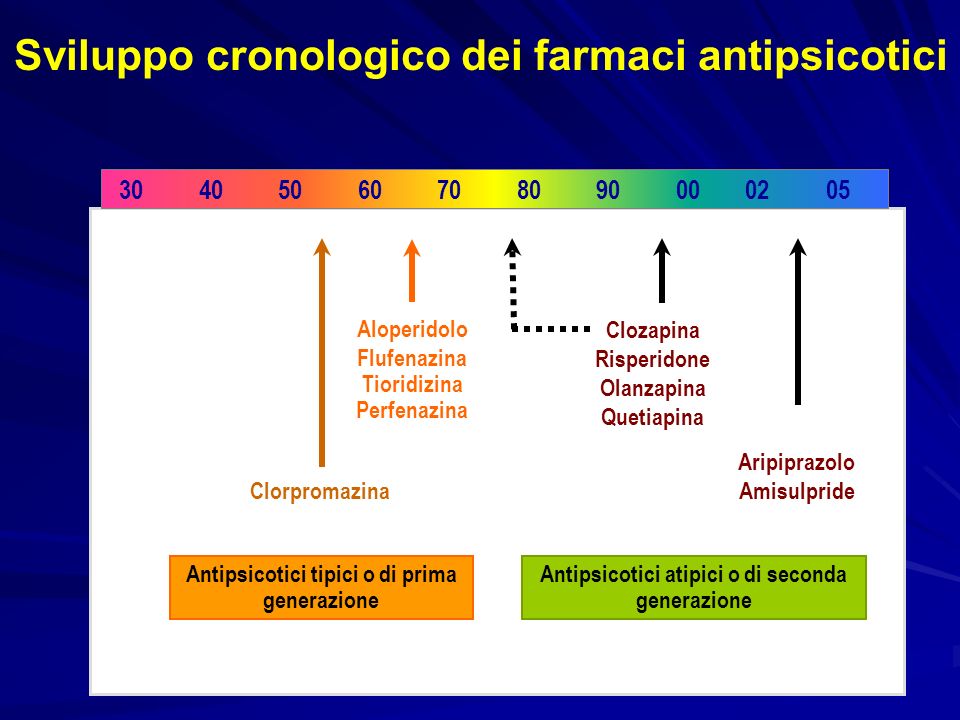 Sviluppo cronologico dei farmaci antipsicotici
30 40 50 60 70 80 90 00 02 05
Aloperidolo
Flufenazina
Tioridizina
Perfenazina
Clozapina
Risperidone
Olanzapina
Quetiapina
Aripiprazolo
Amisulpride
Clorpromazina
Antipsicotici tipici o di prima
generazione
Antipsicotici atipici o di seconda
generazione